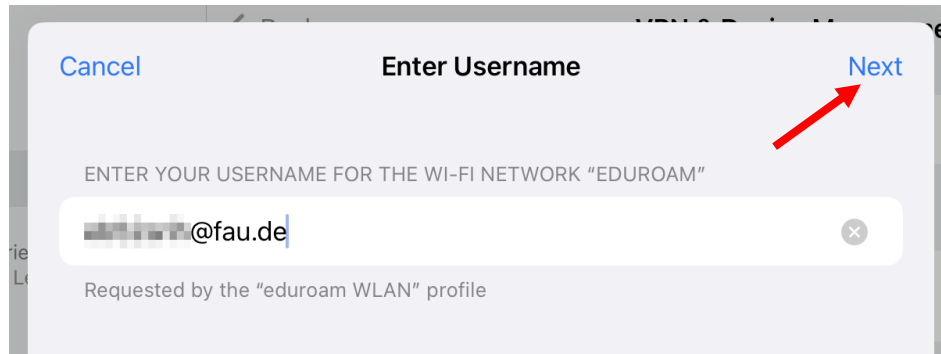 Cancel
Enter Username
Next
ENTER YOUR USERNAME FOR THE WI-FI NETWORK “EDUROAM”
@fau.de
Requested by the “eduroam WLAN” profile